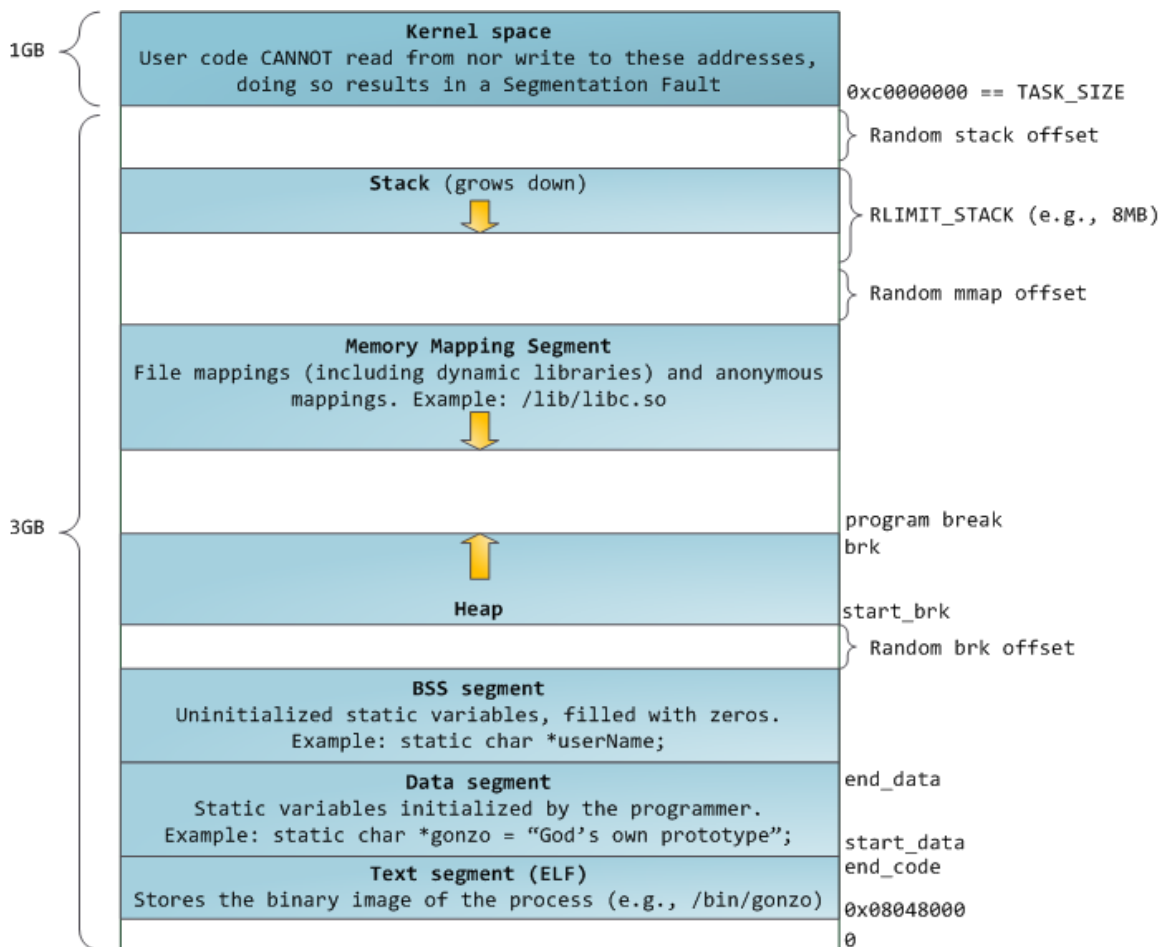 Kernel space
1GB
User code CANNOT read from nor write to these addresses,
doing so results in a Segmentation Fault
0xc0000000 == TASK_SIZE
Random stack offset
Stack (grows down)
RLIMIT_STACK (e.g., 8MB)
Random mmap offset
Memory Mapping Segment
File mappings (including dynamic libraries) and anonymous
mappings. Example: /lib/libc.so
3GB
program break
brk
Heap
start_brk
Random brk offset
BSS segment
Uninitialized static variables, filled with zeros.
Example: static char *userName;
Data segment
end_data
Static variables initialized by the programmer.
Example: static char *gonzo = “God’s own prototype”;
start_data
end_code
Text segment (ELF)
Stores the binary image of the process (e.g., /bin/gonzo)
0x08048000
0